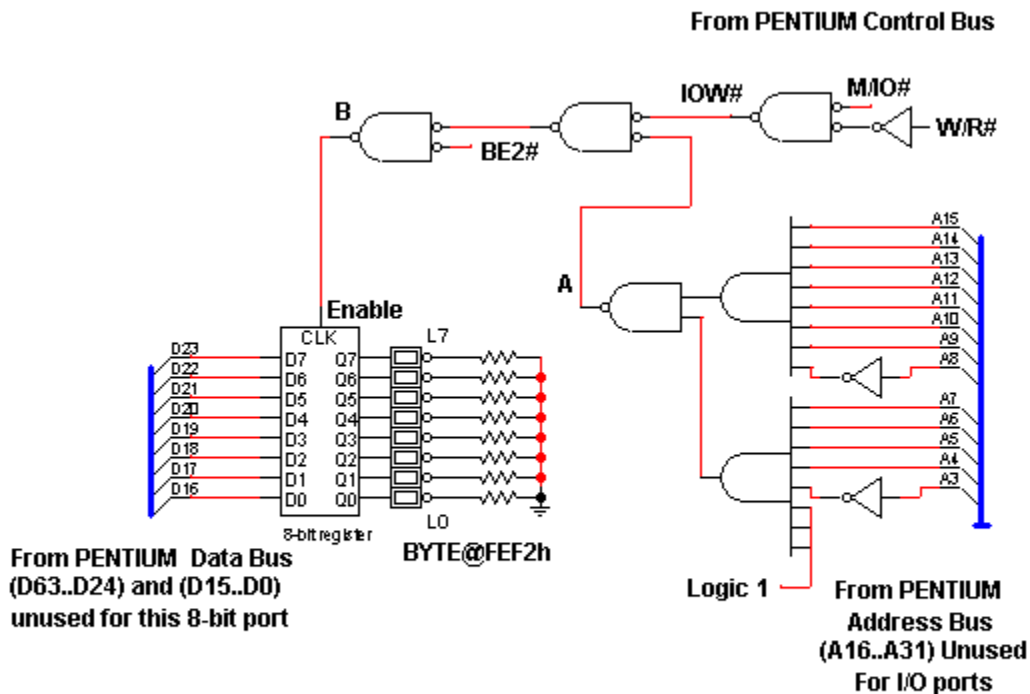 From PENTIUM Control Bus
M/IO#
IOW#
W/R#
B
BE2#
A15
A14
A13
A12
A11
A10
A9
A8
A
Enable
CLK
L7
D23 D7 Q7
D22 D6 Q6
D21 D5 Q5
D20 D4 Q4
D19 D3 Q3
D18 D2 Q2
D17 D1 Q1
D16 D0 Q0
A7
A6
A5
A4
A3
8-bit register
L0
BYTE@FEF2h
From PENTIUM Data Bus
(D63..D24) and (D15..D0)
unused for this 8-bit port
Logic 1
From PENTIUM
Address Bus
(A16..A31) Unused
For I/O ports